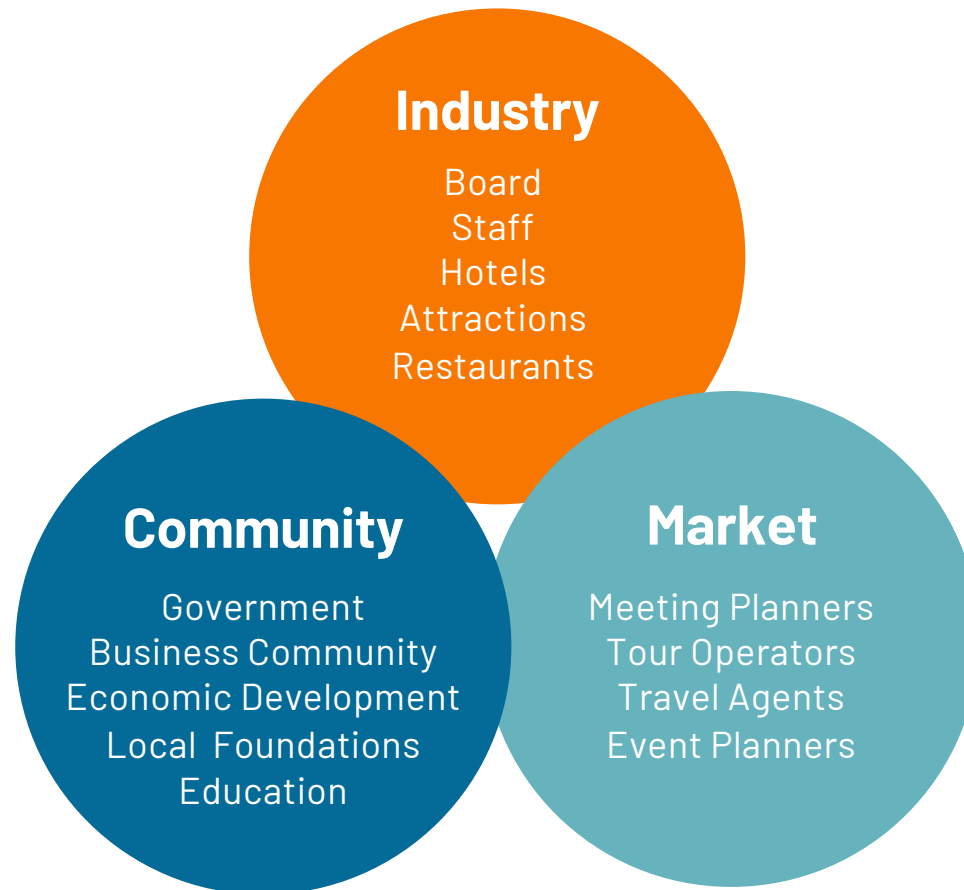 Industry
Board
Staff
Hotels
Attractions
Restaurants
Community
Government
Business Community
Economic Development
Local Foundations
Education
Market
Meeting Planners
Tour Operators
Travel Agents
Event Planners